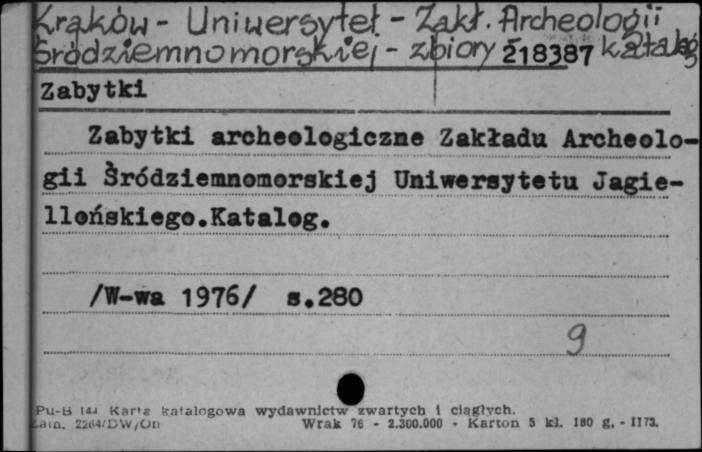 Kraków - Uniwersytet - Zakł. Archeologii
Śródziemnomorskiej - zbiory 218387 katalog
Zabytki
Zabytki archeologiczne Zakładu Archeolo-
gii Śródziemnomorskiej Uniwersytetu Jagie-
llońskiego.Katalog.
/W-wa 1976/ s.280
9
Pu-B 144 Karta katalogowa wydawnictw zwartych i ciągłych.
Zam. 2264/DW/On Wrak 76 - 2.300.000 - Karton 5 kl. 180 g. - II73.